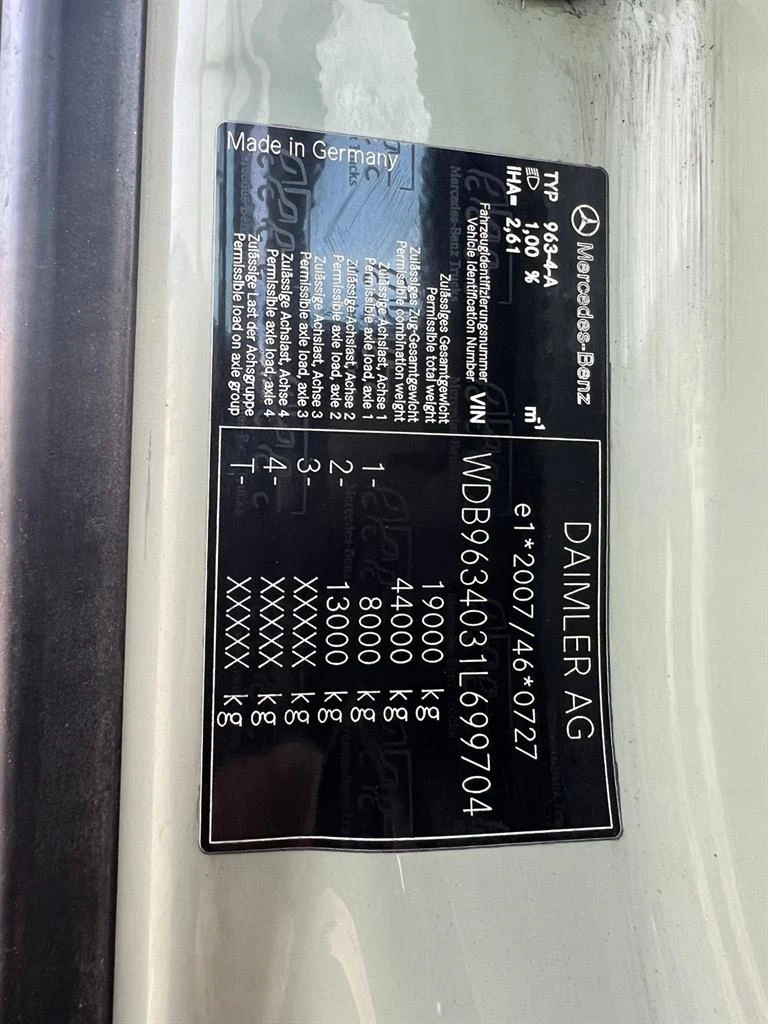 Mercedes-Benz
DAIMLER AG
TYP 963-4-A
1,00 % m-1
IHA= 2,61
e1*2007/46*0727
Fahrzeugidentifizierungsnummer
Vehicle Identification Number VIN WDB9634031L699704
Zulässiges Gesamtgewicht
Permissible total weight 19000 kg
Zulässiges Zug-Gesamtgewicht
Permissible combination weight 44000 kg
Zulässige Achslast, Achse 1
Permissible axle load, axle 1 1- 8000 kg
Zulässige Achslast, Achse 2
Permissible axle load, axle 2 2- 13000 kg
Zulässige Achslast, Achse 3
Permissible axle load, axle 3 3- XXXXX kg
Zulässige Achslast, Achse 4
Permissible axle load, axle 4 4- XXXXX kg
Zulässige Last der Achsgruppe
Permissible load on axle group T- XXXXX kg
Made in Germany